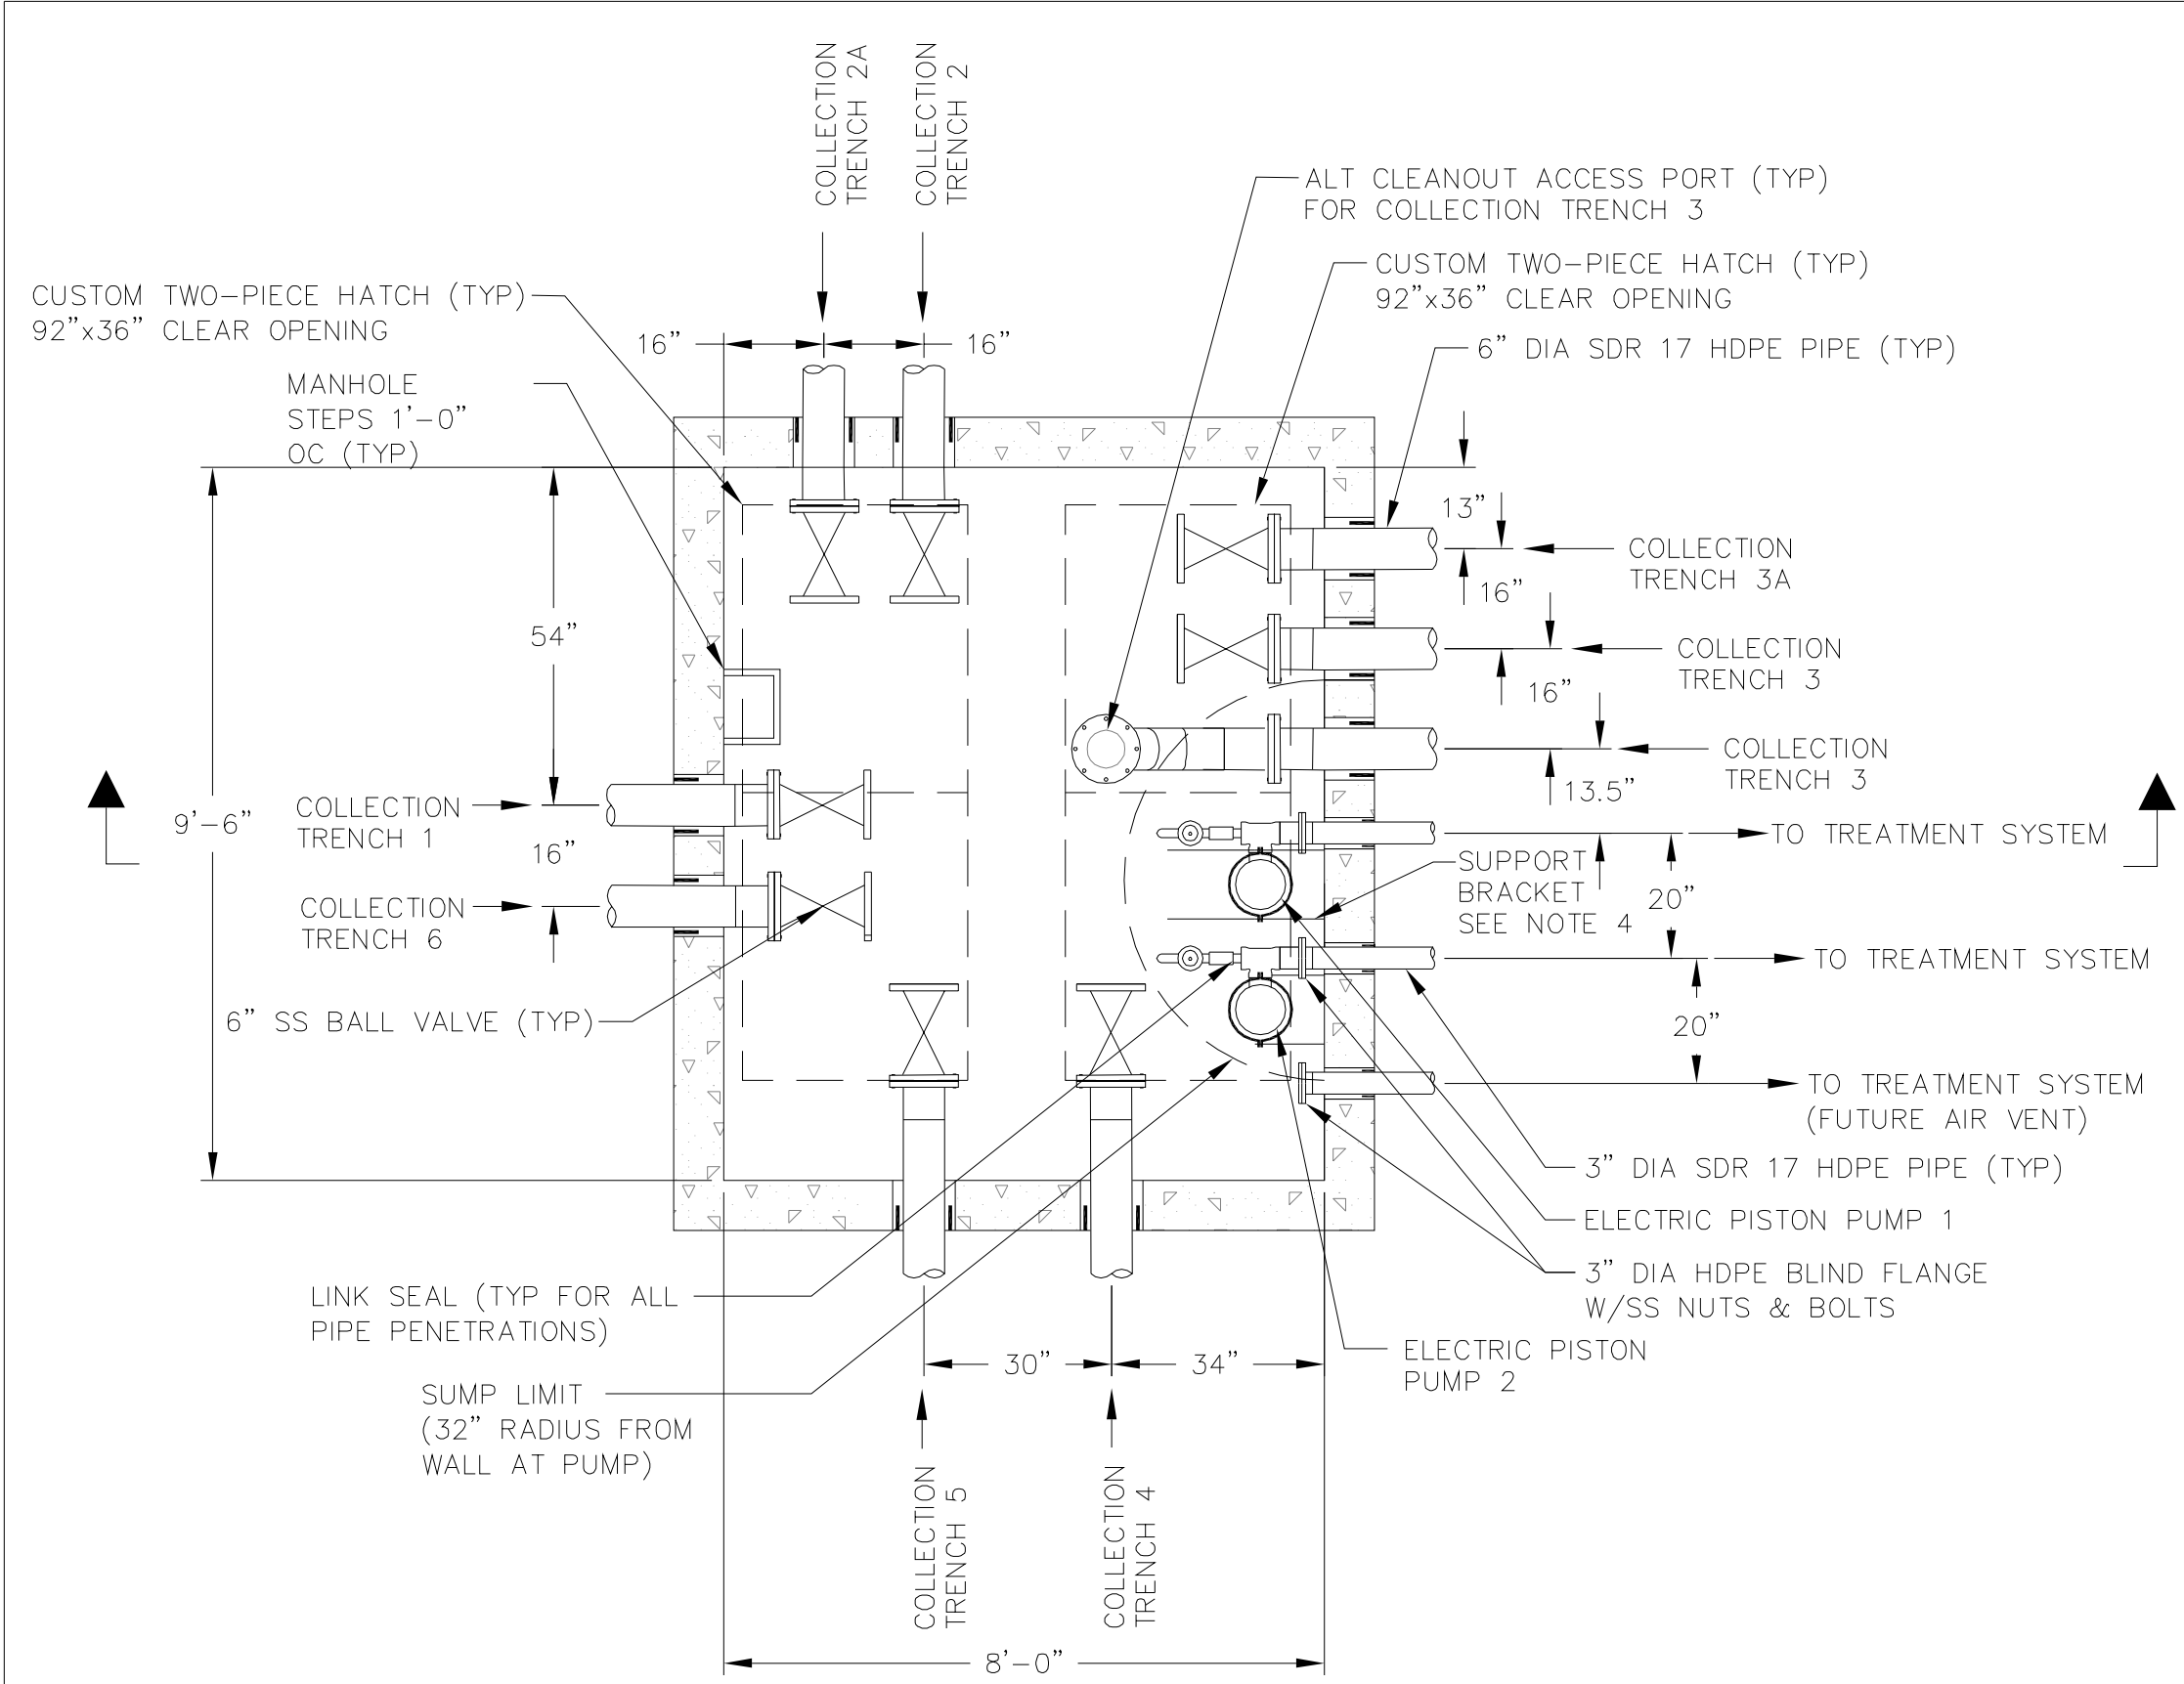 COLLECTION
TRENCH 2A
COLLECTION
TRENCH 2
ALT CLEANOUT ACCESS PORT (TYP)
FOR COLLECTION TRENCH 3
CUSTOM TWO-PIECE HATCH (TYP)
92"x36" CLEAR OPENING
CUSTOM TWO-PIECE HATCH (TYP)
92"x36" CLEAR OPENING
16"
16"
6" DIA SDR 17 HDPE PIPE (TYP)
MANHOLE
STEPS 1'-0"
OC (TYP)
13"
COLLECTION
TRENCH 3A
16"
54"
COLLECTION
TRENCH 3
16"
COLLECTION
TRENCH 3
13.5"
9'-6"
COLLECTION
TRENCH 1
16"
TO TREATMENT SYSTEM
SUPPORT
BRACKET
SEE NOTE 4
20"
COLLECTION
TRENCH 6
TO TREATMENT SYSTEM
6" SS BALL VALVE (TYP)
20"
TO TREATMENT SYSTEM
(FUTURE AIR VENT)
3" DIA SDR 17 HDPE PIPE (TYP)
ELECTRIC PISTON PUMP 1
3" DIA HDPE BLIND FLANGE
W/SS NUTS & BOLTS
LINK SEAL (TYP FOR ALL
PIPE PENETRATIONS)
30"
34"
ELECTRIC PISTON
PUMP 2
SUMP LIMIT
(32" RADIUS FROM
WALL AT PUMP)
COLLECTION
TRENCH 5
COLLECTION
TRENCH 4
8'-0"